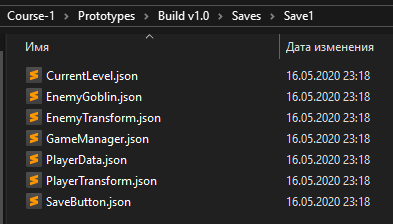 Course-1 > Prototypes > Build v1.0 > Saves > Save1
Имя Дата изменения
CurrentLevel.json 16.05.2020 23:18
EnemyGoblin.json 16.05.2020 23:18
EnemyTransform.json 16.05.2020 23:18
GameManager.json 16.05.2020 23:18
PlayerData.json 16.05.2020 23:18
PlayerTransform.json 16.05.2020 23:18
SaveButton.json 16.05.2020 23:18